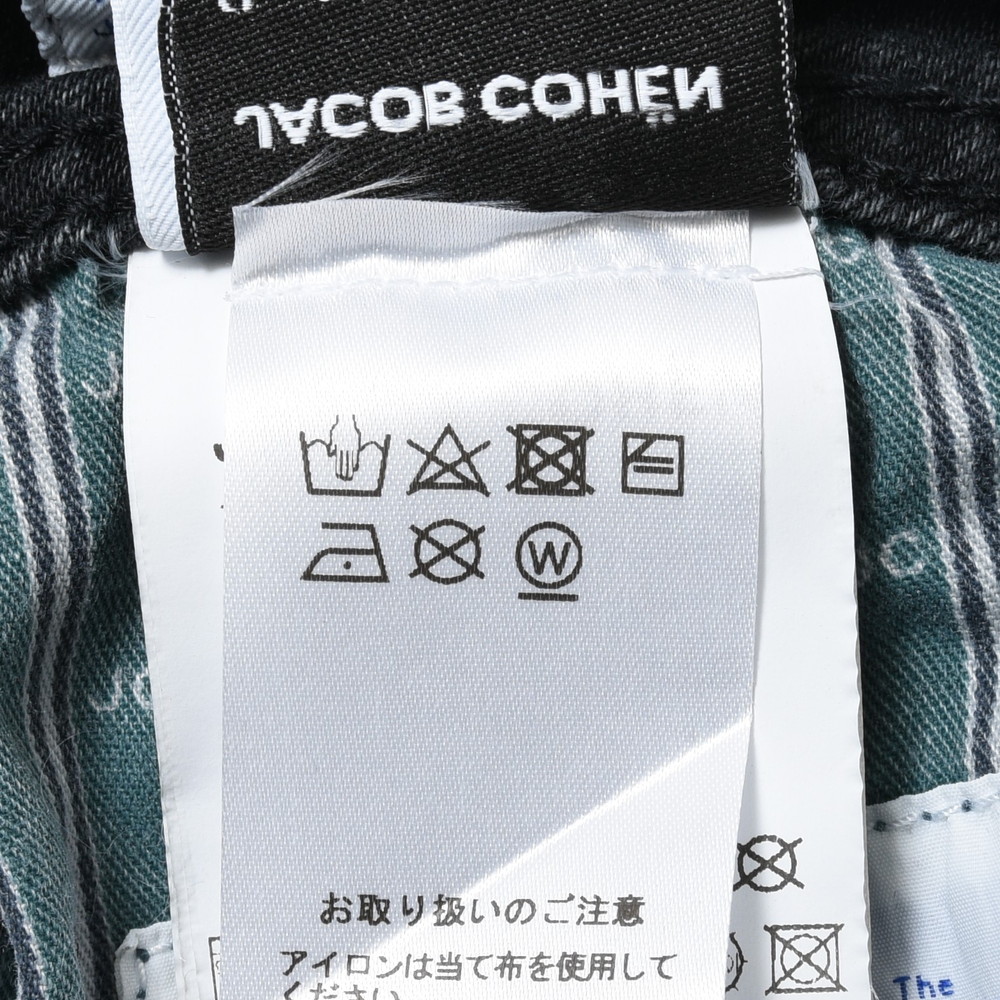 JACOB COHËN
W
お取り扱いのご注意
アイロンは当て布を使用して
ください。
The